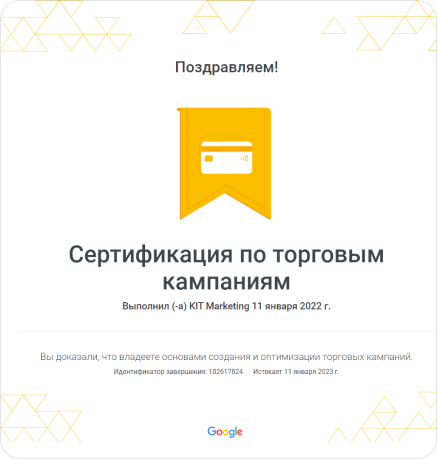 Поздравляем!
Сертификация по торговым
кампаниям
Выполнил (-а) KIT Marketing 11 января 2022 г.
Вы доказали, что владеете основами создания и оптимизации торговых кампаний.
Идентификатор завершения: 102617824 Истекает 11 января 2023 г.
Google